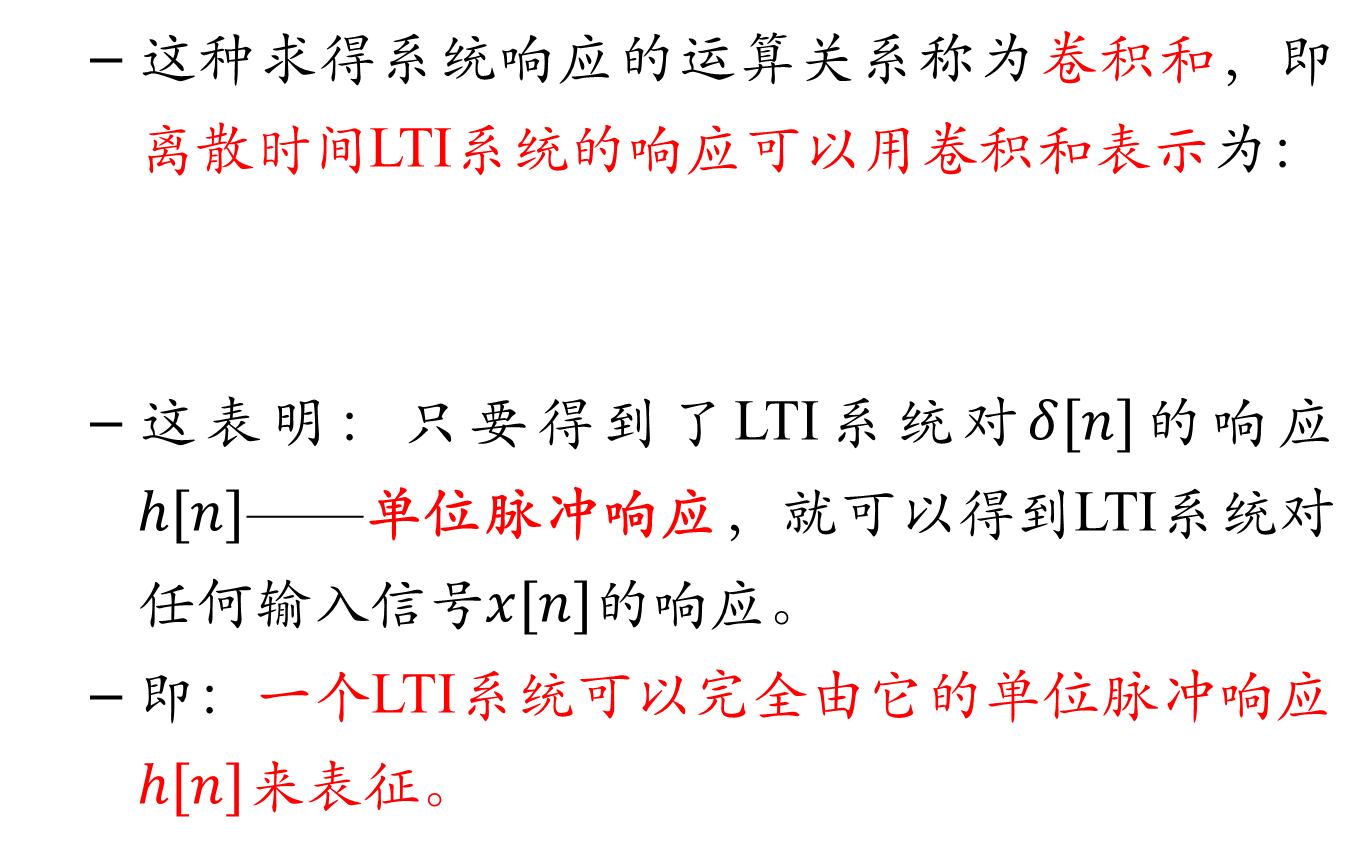 – 这种求得系统响应的运算关系称为卷积和，即
离散时间LTI系统的响应可以用卷积和表示为：
– 这表明：只要得到了LTI系统对δ[n]的响应
h[n]——单位脉冲响应，就可以得到LTI系统对
任何输入信号x[n]的响应。
– 即：一个LTI系统可以完全由它的单位脉冲响应
h[n]来表征。